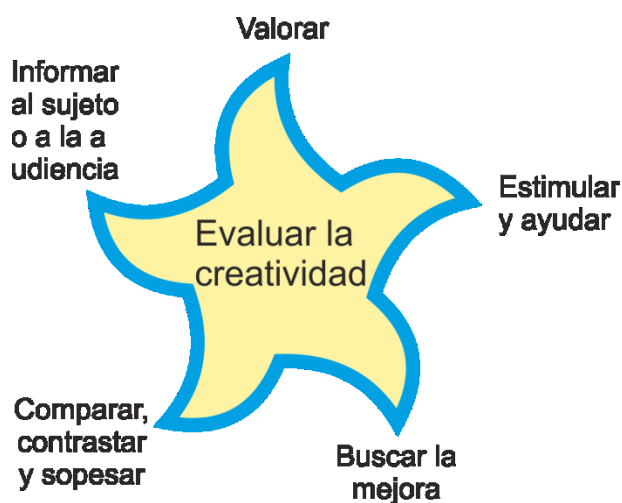 Valorar
Informar
al sujeto
o a la a
udiencia
Estimular
y ayudar
Evaluar la
creatividad
Comparar,
contrastar
y sopesar
Buscar la
mejora